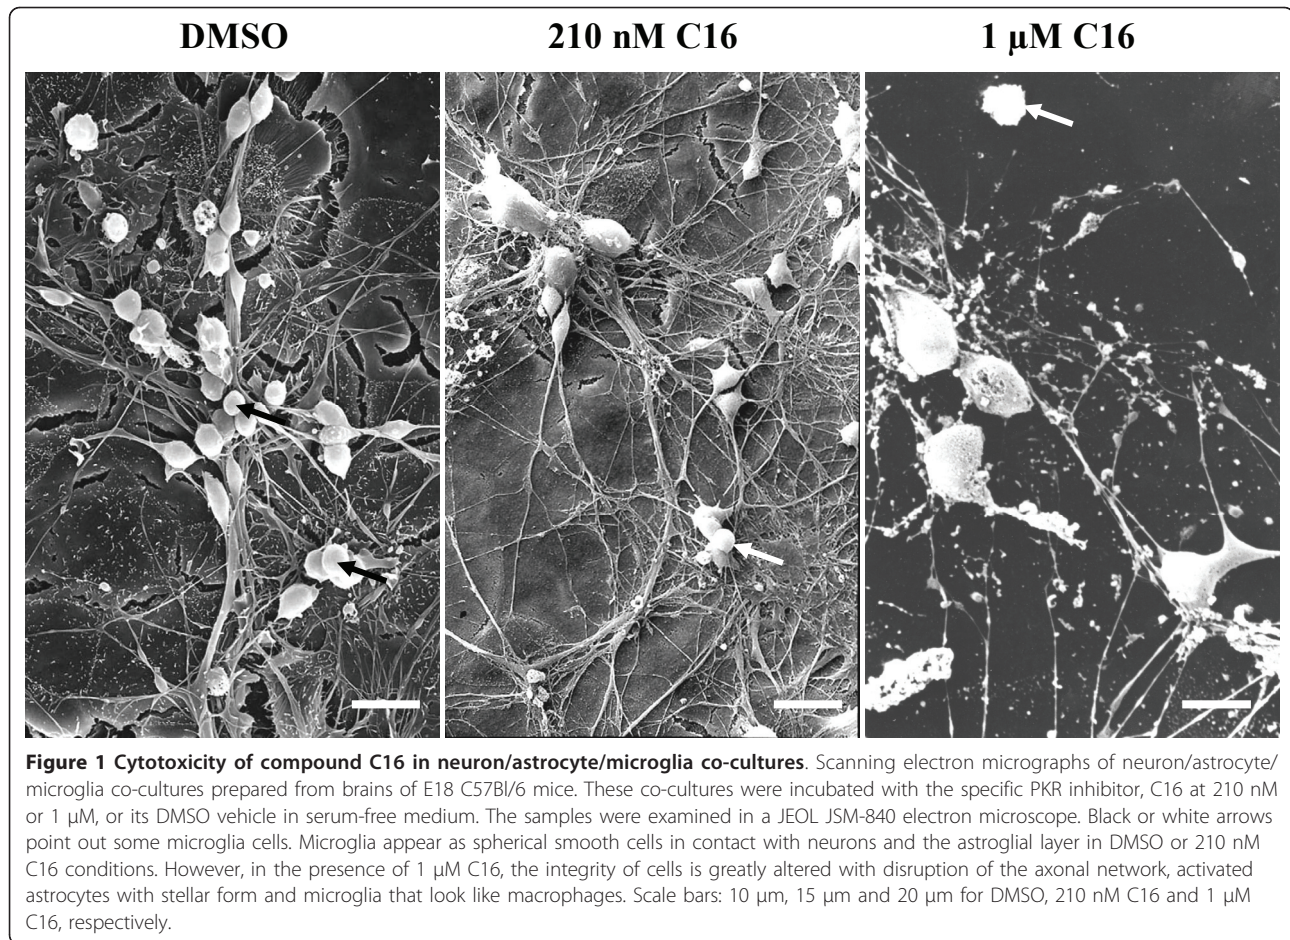 DMSO 210 nM C16 1 μM C16
Figure 1 Cytotoxicity of compound C16 in neuron/astrocyte/microglia co-cultures. Scanning electron micrographs of neuron/astrocyte/
microglia co-cultures prepared from brains of E18 C57Bl/6 mice. These co-cultures were incubated with the specific PKR inhibitor, C16 at 210 nM
or 1 μM, or its DMSO vehicle in serum-free medium. The samples were examined in a JEOL JSM-840 electron microscope. Black or white arrows
point out some microglia cells. Microglia appear as spherical smooth cells in contact with neurons and the astroglial layer in DMSO or 210 nM
C16 conditions. However, in the presence of 1 μM C16, the integrity of cells is greatly altered with disruption of the axonal network, activated
astrocytes with stellar form and microglia that look like macrophages. Scale bars: 10 μm, 15 μm and 20 μm for DMSO, 210 nM C16 and 1 μM
C16, respectively.